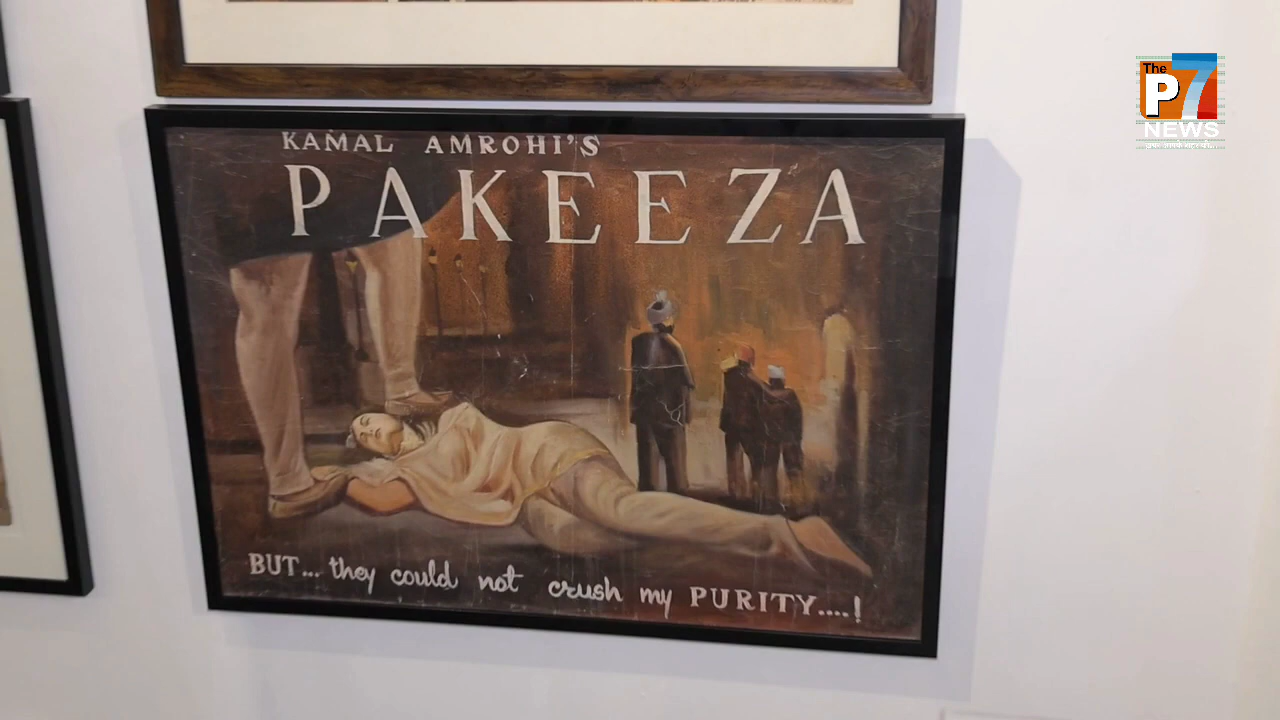 KAMAL AMROHI'S
PAKEEZA
BUT... they could not crush my PURITY....!
The
P7
NEWS